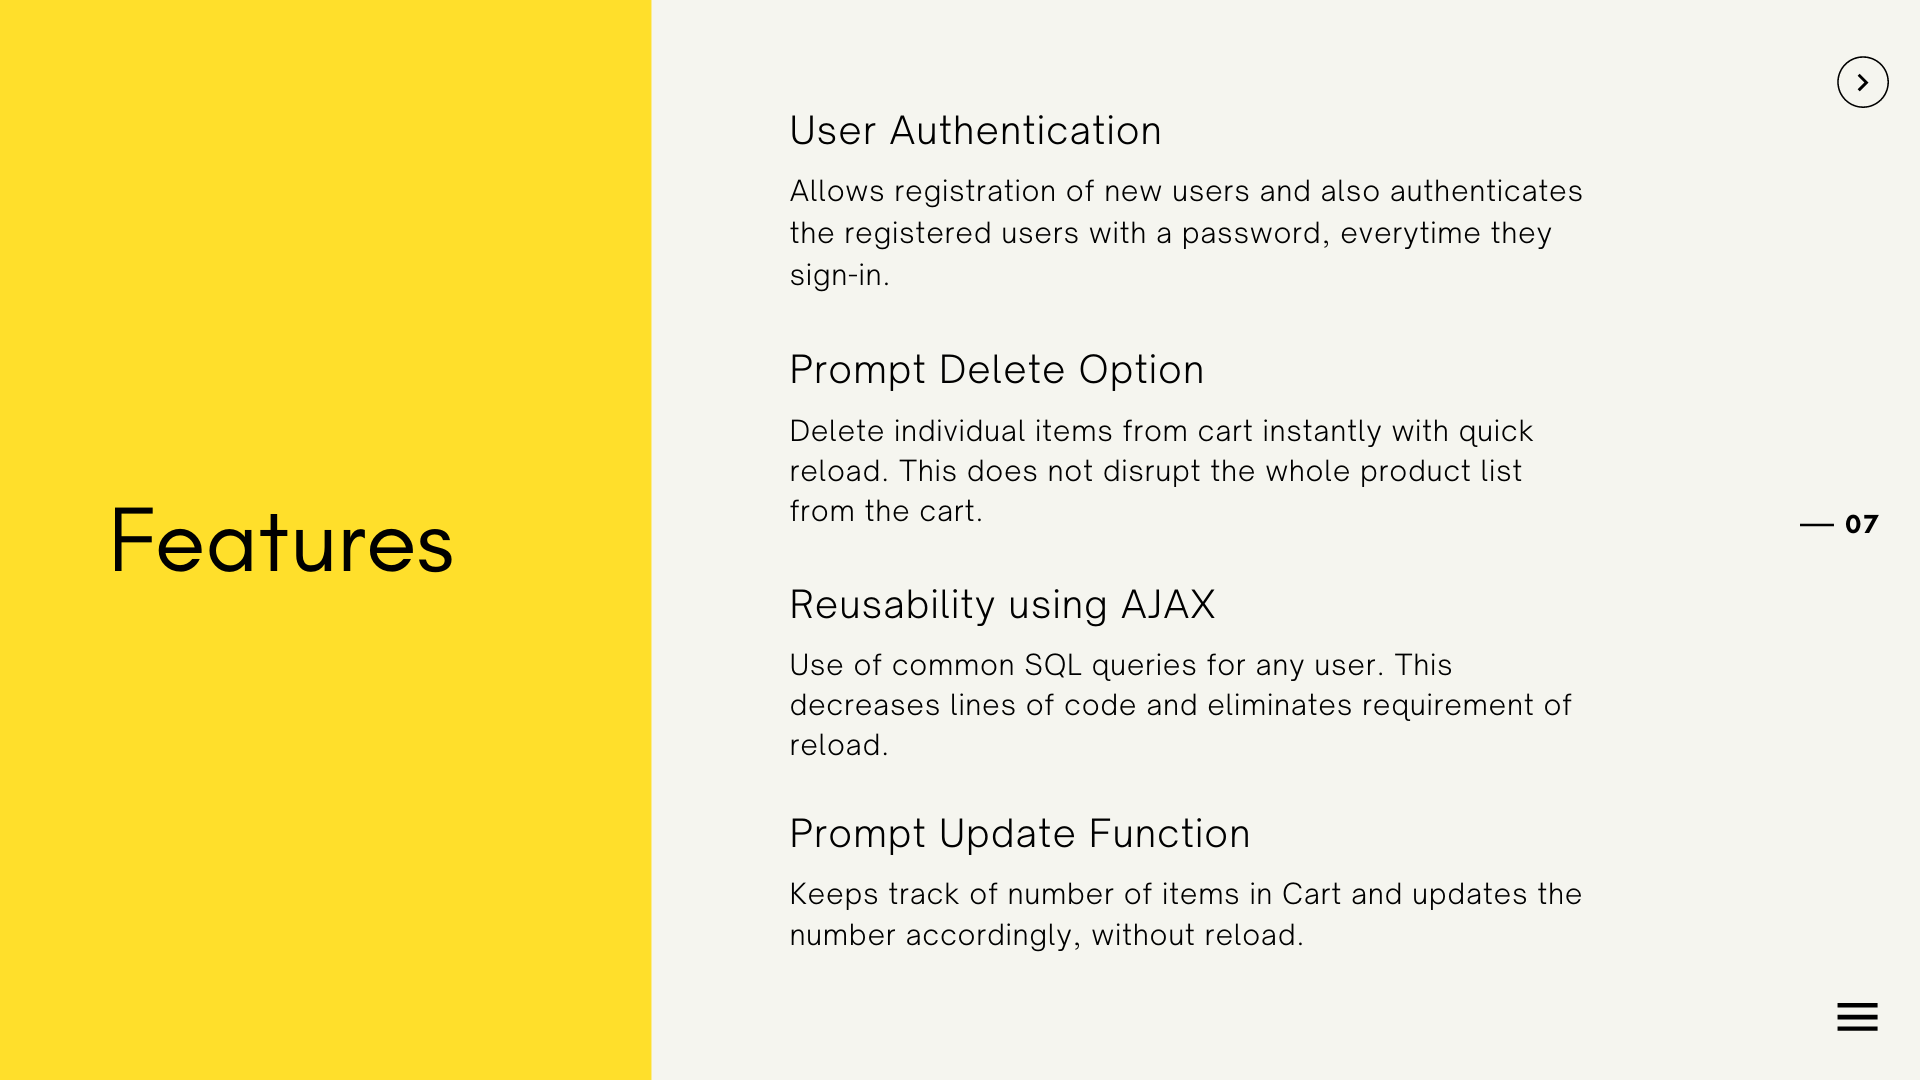 Features
User Authentication
Allows registration of new users and also authenticates
the registered users with a password, everytime they
sign-in.
Prompt Delete Option
Delete individual items from cart instantly with quick
reload. This does not disrupt the whole product list
from the cart.
Reusability using AJAX
Use of common SQL queries for any user. This
decreases lines of code and eliminates requirement of
reload.
Prompt Update Function
Keeps track of number of items in Cart and updates the
number accordingly, without reload.
07